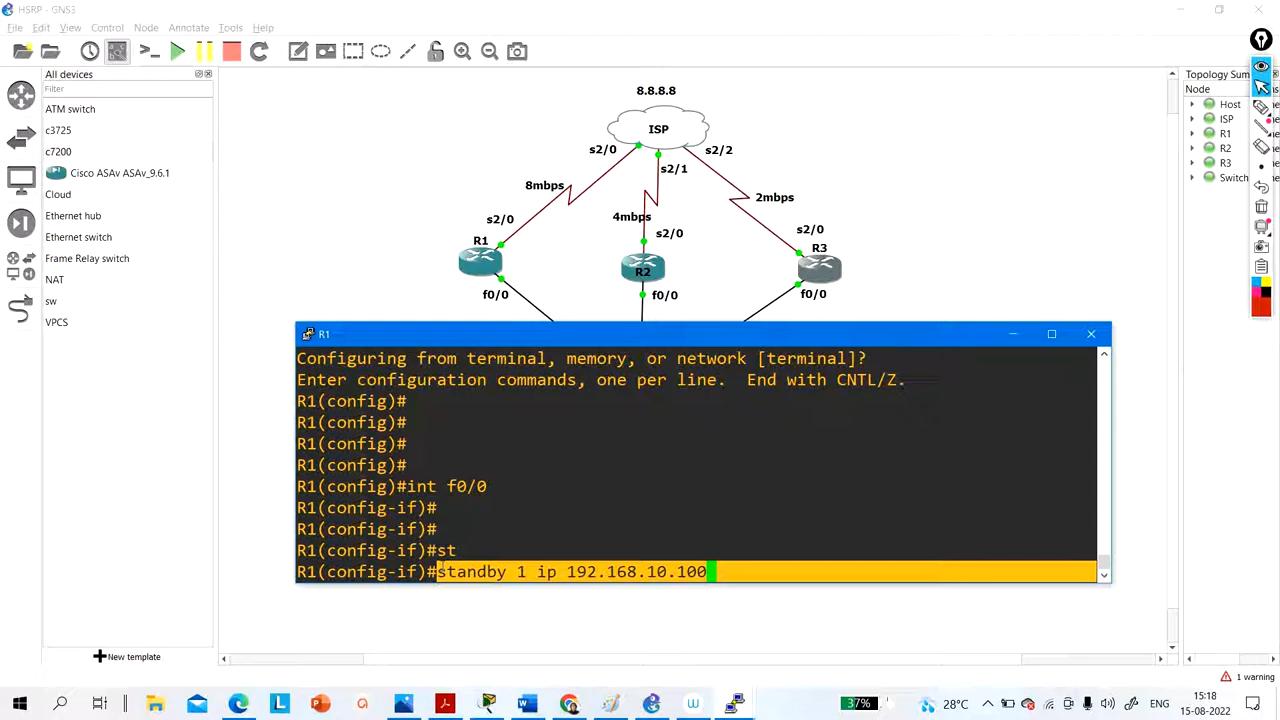 HSRP - GNS3
File Edit View Control Node Annotate Tools Help
All devices
Filter
ATM switch
c3725
c7200
Cisco ASAv ASAv_9.6.1
Cloud
Ethernet hub
Ethernet switch
Frame Relay switch
NAT
sw
VPCS
New template
8.8.8.8
ISP
s2/0
s2/1
s2/2
8mbps
4mbps
2mbps
s2/0
s2/0
s2/0
R1
R2
R3
f0/0
f0/0
f0/0
R1
Configuring from terminal, memory, or network [terminal]?
Enter configuration commands, one per line. End with CNTL/Z.
R1(config)#
R1(config)#
R1(config)#
R1(config)#
R1(config)#int f0/0
R1(config-if)#
R1(config-if)#
R1(config-if)#st
R1(config-if)#standby 1 ip 192.168.10.100
Topology Sum
Node
Host
ISP
R1
R2
R3
Switch
1 warning
37%
28°C
ENG
15:18
15-08-2022